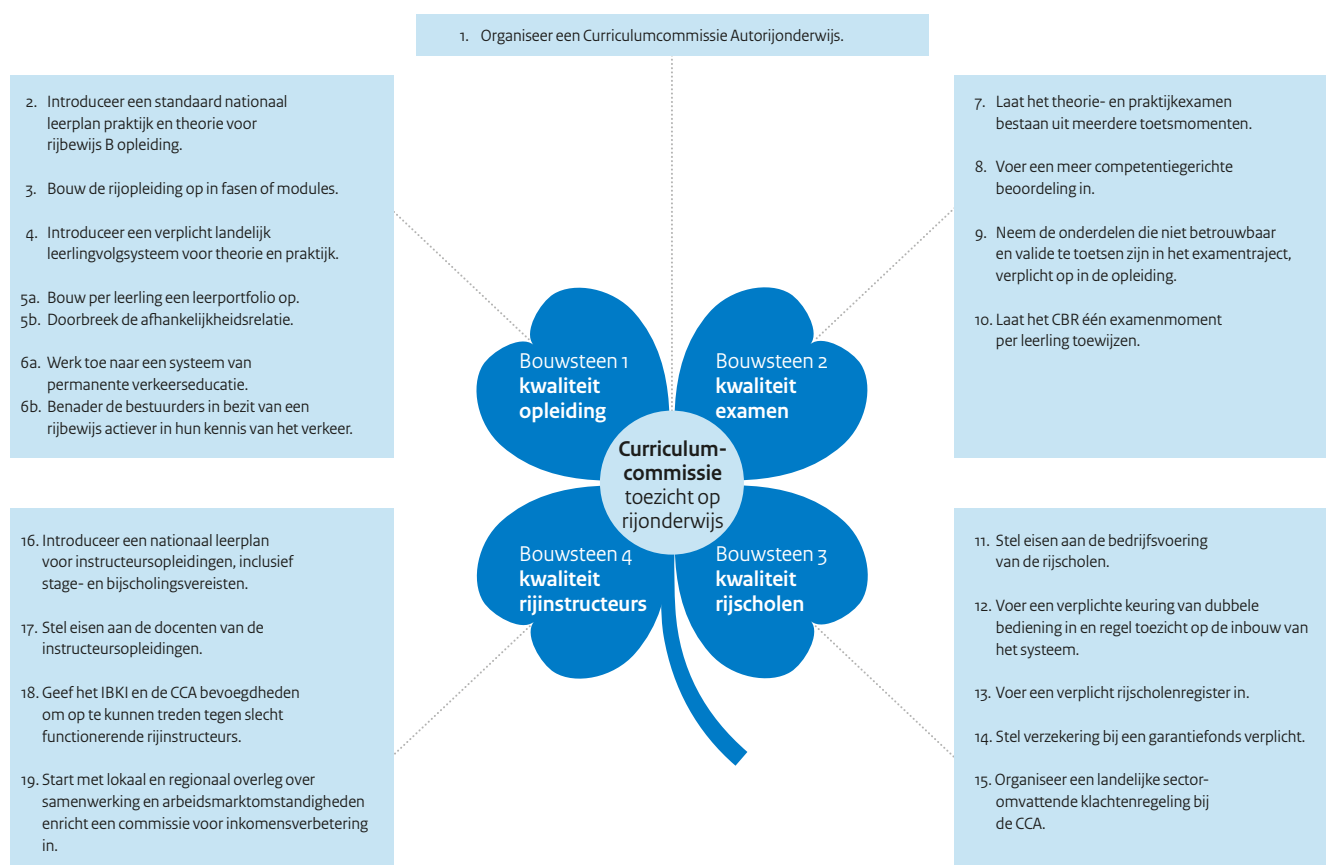 1. Organiseer een Curriculumcommissie Autorijonderwijs.
2. Introduceer een standaard nationaal
leerplan praktijk en theorie voor
rijbewijs B opleiding.
3. Bouw de rijopleiding op in fasen of modules.
4. Introduceer een verplicht landelijk
leerlingvolgsysteem voor theorie en praktijk.
5a. Bouw per leerling een leerportfolio op.
5b. Doorbreek de afhankelijkheidsrelatie.
6a. Werk toe naar een systeem van
permanente verkeerseducatie.
6b. Benader de bestuurders in bezit van een
rijbewijs actiever in hun kennis van het verkeer.
7. Laat het theorie- en praktijkexamen
bestaan uit meerdere toetsmomenten.
8. Voer een meer competentiegerichte
beoordeling in.
9. Neem de onderdelen die niet betrouwbaar
en valide te toetsen zijn in het examentraject,
verplicht op in de opleiding.
10. Laat het CBR één examenmoment
per leerling toewijzen.
Bouwsteen 1
kwaliteit
opleiding
Bouwsteen 2
kwaliteit
examen
Curriculum-
commissie
toezicht op
rijonderwijs
Bouwsteen 4
kwaliteit
rijinstructeurs
Bouwsteen 3
kwaliteit
rijscholen
16. Introduceer een nationaal leerplan
voor instructeursopleidingen, inclusief
stage- en bijscholingsvereisten.
17. Stel eisen aan de docenten van de
instructeursopleidingen.
18. Geef het IBKI en de CCA bevoegdheden
om op te kunnen treden tegen slecht
functionerende rijinstructeurs.
19. Start met lokaal en regionaal overleg over
samenwerking en arbeidsmarktomstandigheden
enricht een commissie voor inkomensverbetering
in.
11. Stel eisen aan de bedrijfsvoering
van de rijscholen.
12. Voer een verplichte keuring van dubbele
bediening in en regel toezicht op de inbouw van
het systeem.
13. Voer een verplicht rijscholenregister in.
14. Stel verzekering bij een garantiefonds verplicht.
15. Organiseer een landelijke sector-
omvattende klachtenregeling bij
de CCA.